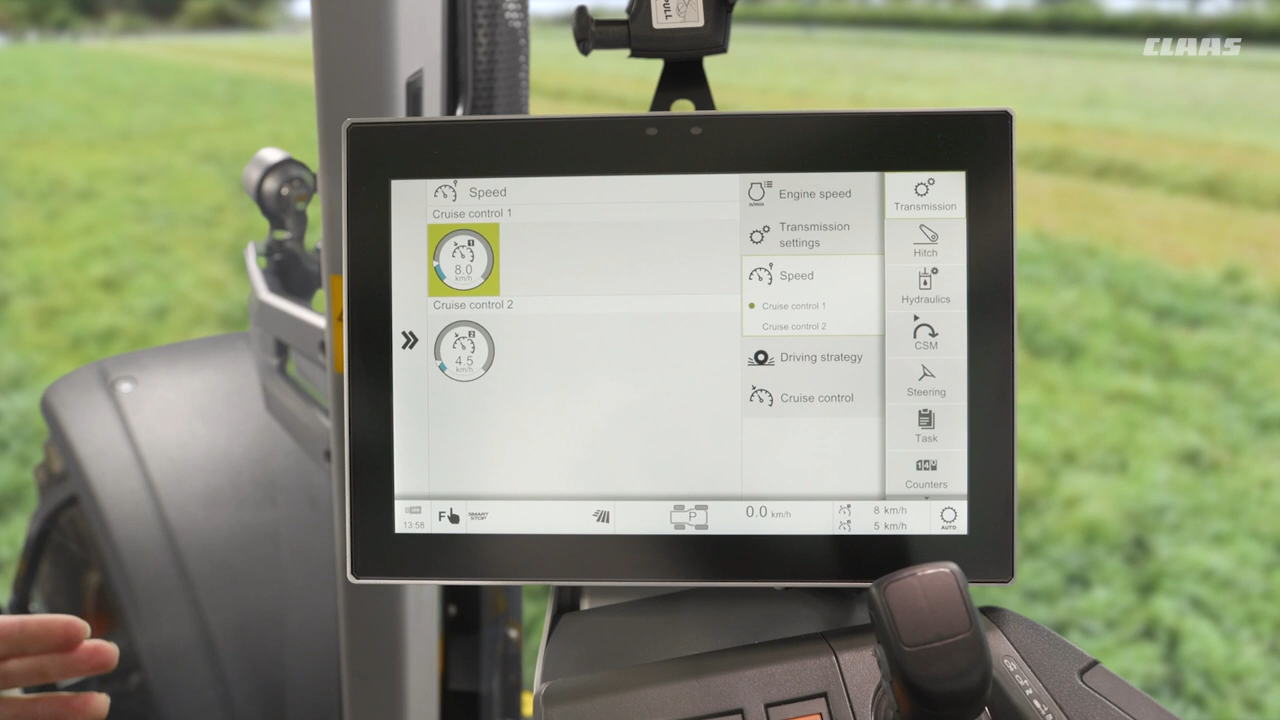 PULL
CLAAS
Speed
Cruise control 1
1
8.0
km/h
Cruise control 2
2
4.5
km/h
Engine speed
Transmission
settings
Speed
Cruise control 1
Cruise control 2
Driving strategy
Cruise control
Transmission
Hitch
Hydraulics
CSM
Steering
Task
Counters
13:58
F
SMART
STOP
P
0.0 km/h
8 km/h
5 km/h
AUTO